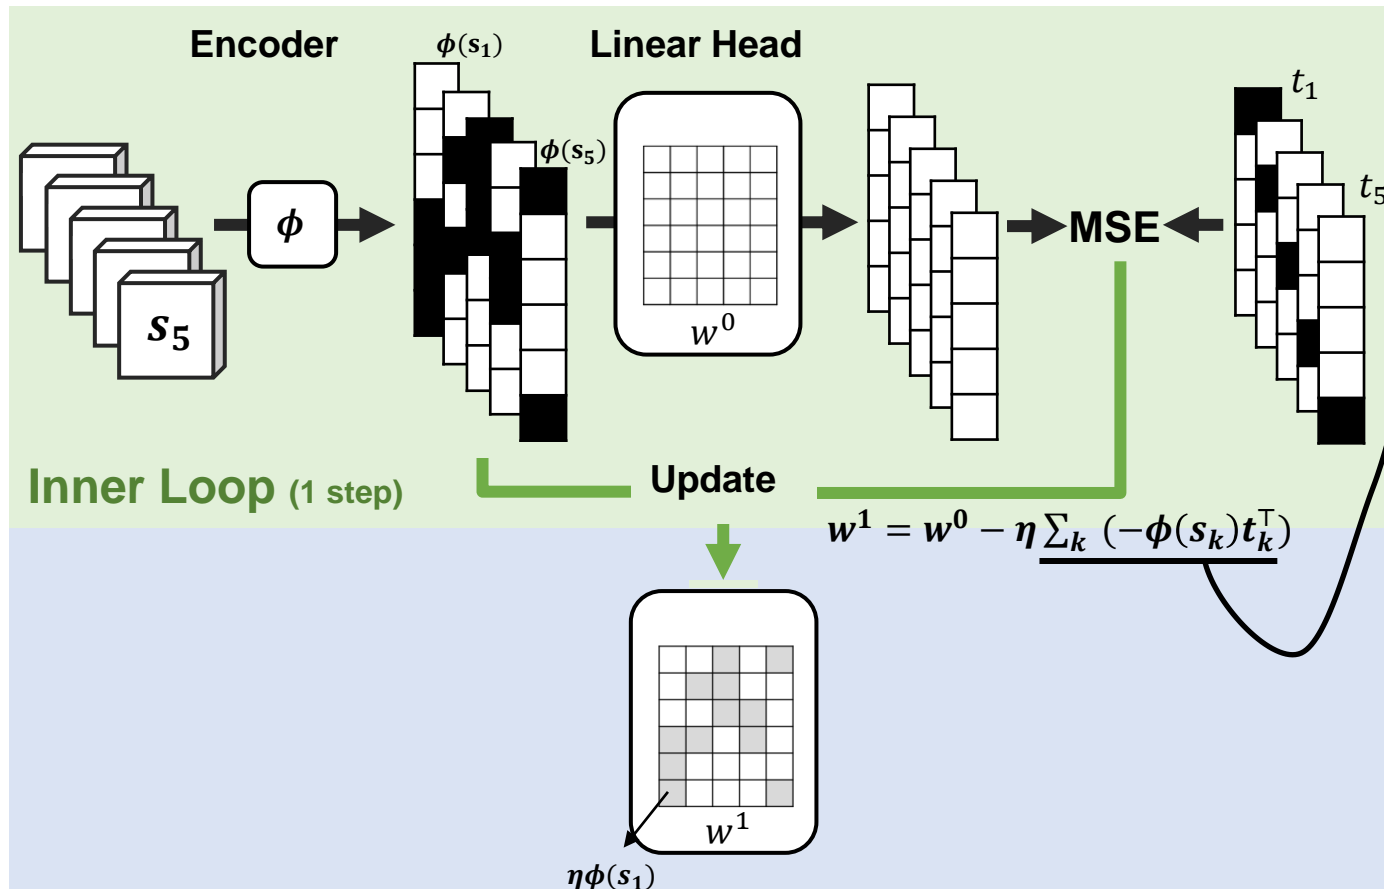 Encoder
Linear Head
𝝓(s₁)
t₁
𝝓(s₅)
t₅
𝝓
MSE
s₅
w⁰
Update
Inner Loop (1 step)
w¹ = w⁰ − η ∑ₖ (−𝝓(sₖ)tₖ^⊤)
w¹
η𝝓(s₁)